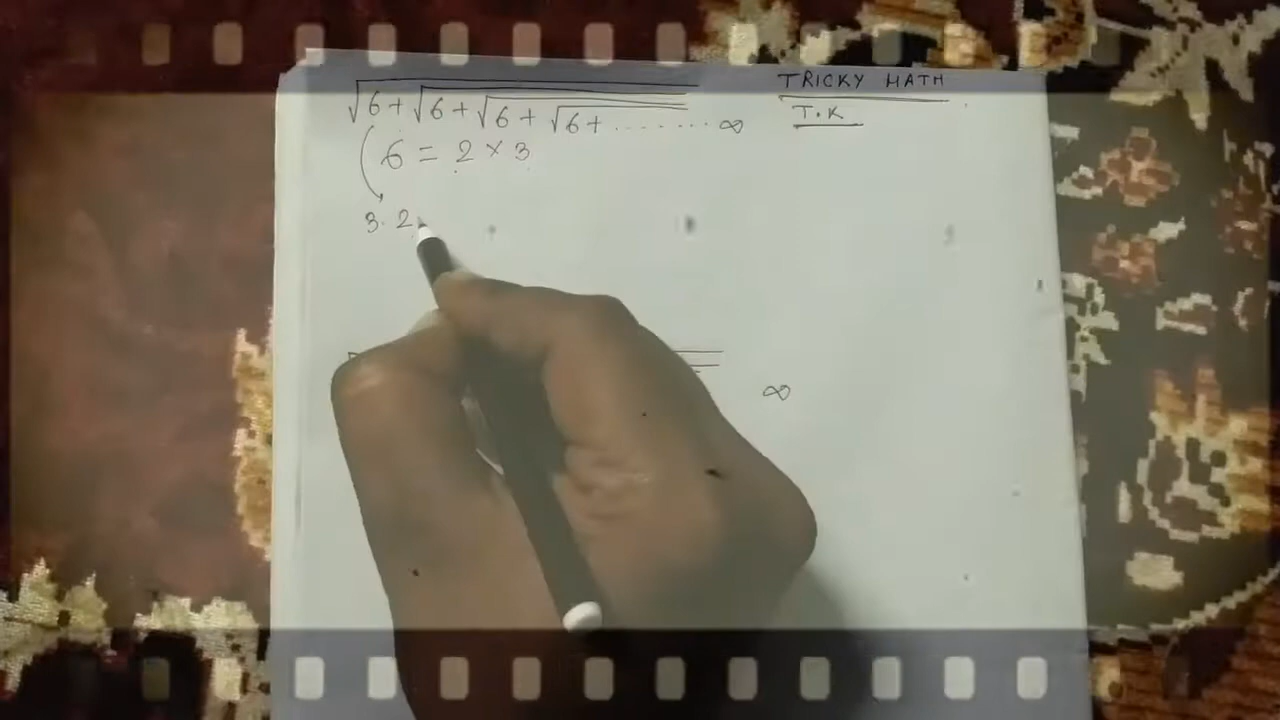 TRICKY MATH
T.K
√6 + √6 + √6 + √6 + ........ ∞
6 = 2 × 3
3. 2
∞